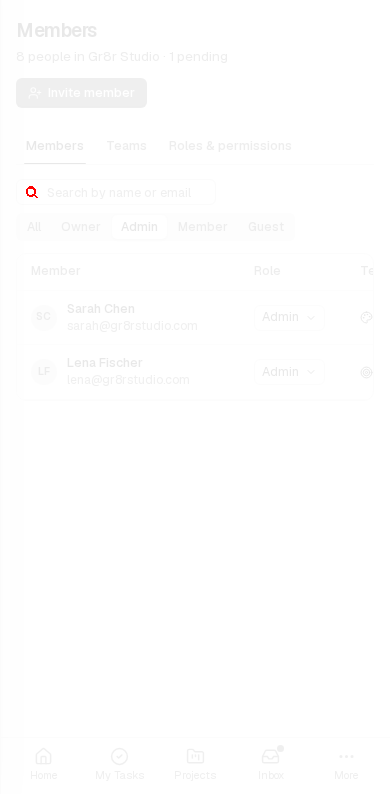 Members
8 people in Gr8r Studio · 1 pending
Invite member
Members Teams Roles & permissions
Search by name or email
All Owner Admin Member Guest
Member Role
SC Sarah Chen Admin
sarah@gr8rstudio.com
LF Lena Fischer Admin
lena@gr8rstudio.com
Home My Tasks Projects Inbox More